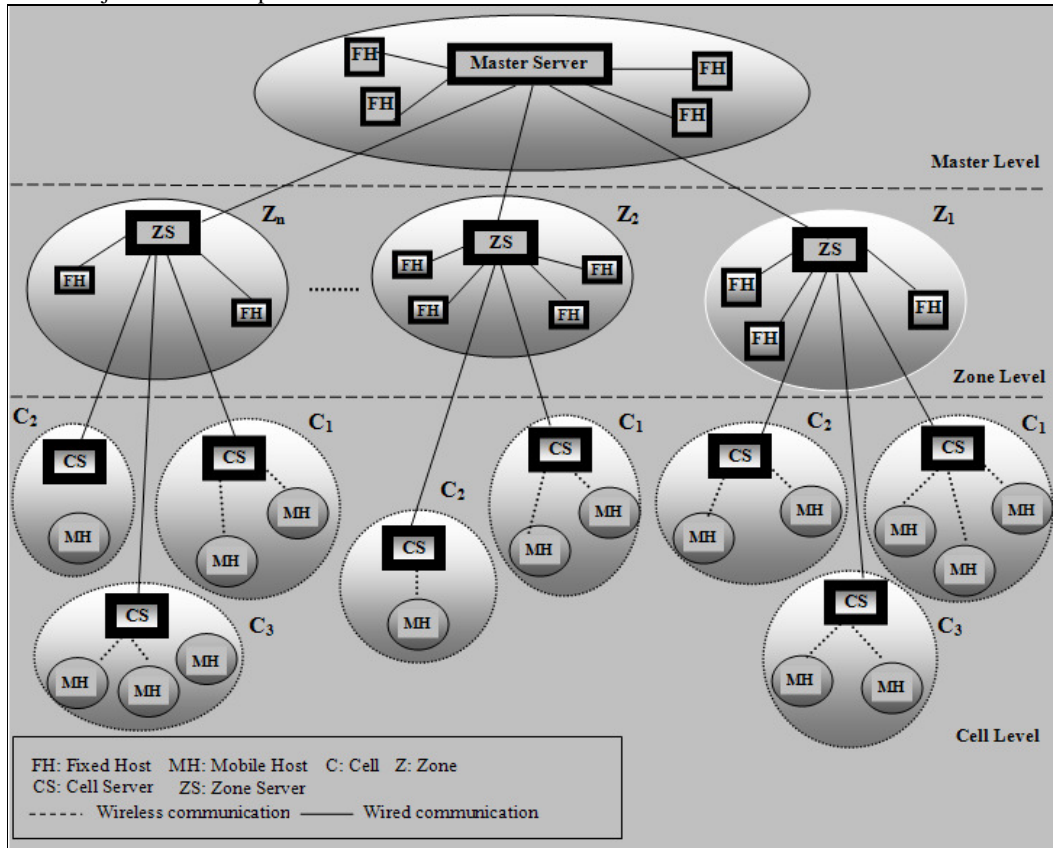 FH
Master Server
FH
FH
FH
Master Level
Zn
Z2
Z1
ZS
ZS
ZS
FH
FH
FH
FH
FH
FH
FH
FH
FH
.........
Zone Level
C2
C1
C2
C1
C2
C1
CS
CS
CS
CS
CS
CS
MH
MH
MH
MH
MH
MH
MH
MH
MH
MH
MH
CS
C3
MH
MH
MH
MH
CS
C3
MH
MH
Cell Level
FH: Fixed Host MH: Mobile Host C: Cell Z: Zone
CS: Cell Server ZS: Zone Server
Wireless communication Wired communication